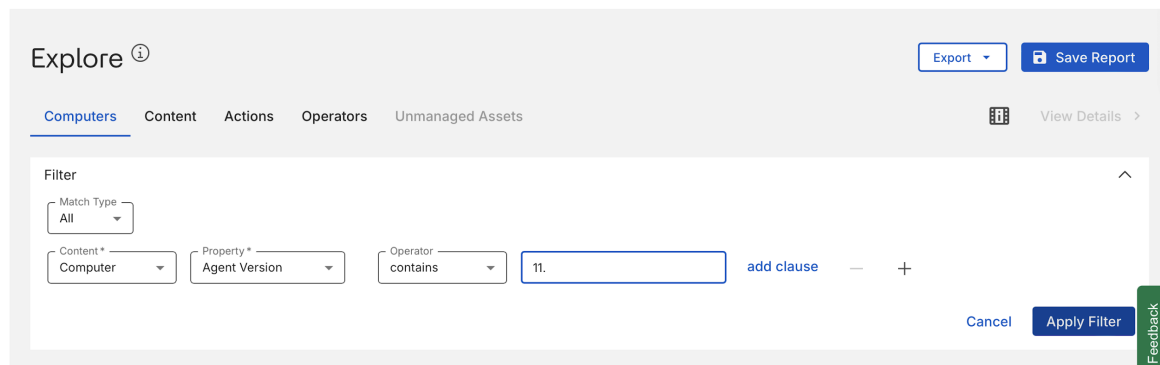 Explore
Export
Save Report
Computers
Content
Actions
Operators
Unmanaged Assets
View Details
Filter
Match Type
All
Content *
Computer
Property *
Agent Version
Operator
contains
11.
add clause
Cancel
Apply Filter
Feedback